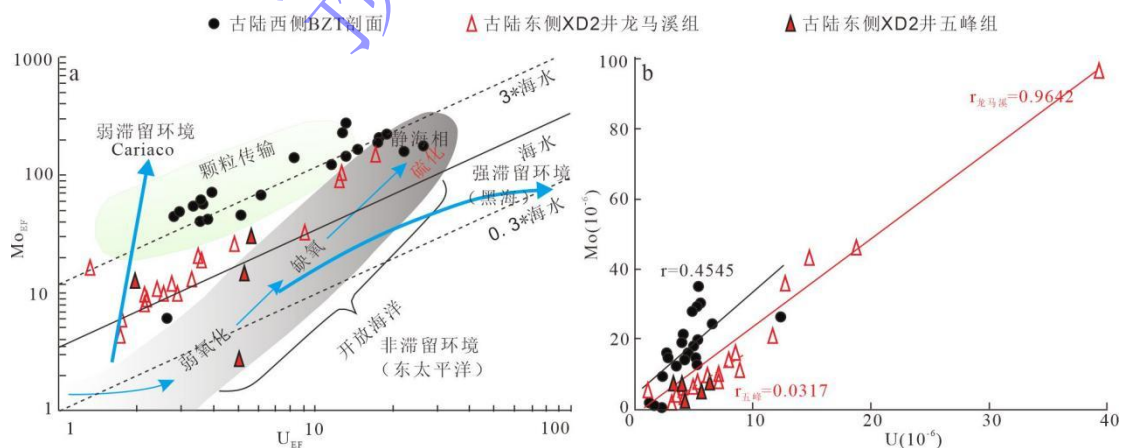 古陆西侧BZT剖面
古陆东侧XD2井龙马溪组
古陆东侧XD2井五峰组
a
1000
100
10
1
Mo_EF
弱滞留环境
Cariaco
颗粒传输
静海相
硫化
3*海水
海水
强滞留环境
(黑海)
0.3*海水
缺氧
弱氧化
开放海洋
非滞留环境
(东太平洋)
1
10
100
U_EF
b
100
80
60
40
20
0
Mo(10⁻⁶)
r龙马溪=0.9642
r=0.4545
r五峰=0.0317
0
10
20
30
40
U(10⁻⁶)